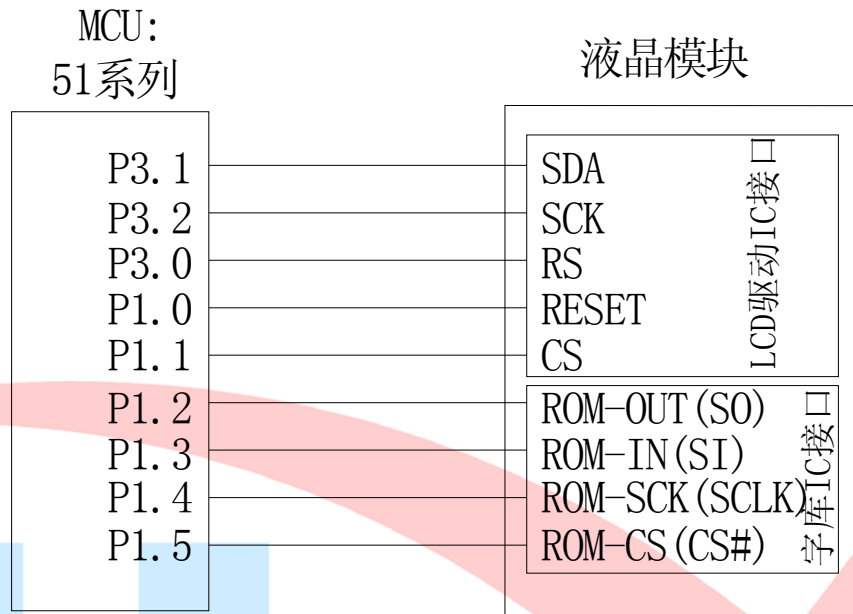 MCU:
51系列
液晶模块
P3.1
SDA
P3.2
SCK
P3.0
RS
P1.0
RESET
P1.1
CS
LCD驱动IC接口
P1.2
ROM-OUT(SO)
P1.3
ROM-IN(SI)
P1.4
ROM-SCK(SCLK)
P1.5
ROM-CS(CS#)
字库IC接口